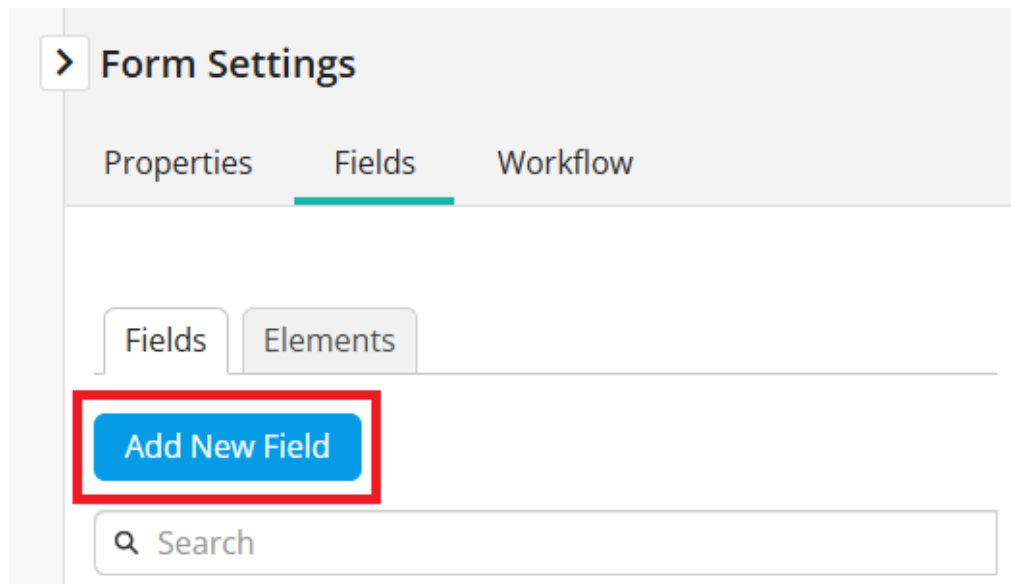 Form Settings
Properties Fields Workflow
Fields Elements
Add New Field
Search